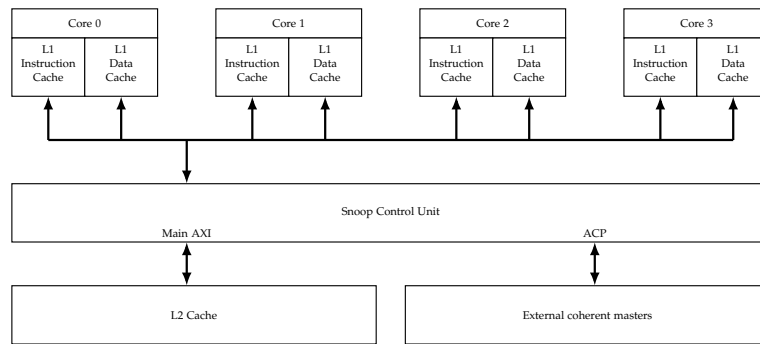 Core 0
L1
Instruction
Cache
L1
Data
Cache
Core 1
L1
Instruction
Cache
L1
Data
Cache
Core 2
L1
Instruction
Cache
L1
Data
Cache
Core 3
L1
Instruction
Cache
L1
Data
Cache
Snoop Control Unit
Main AXI
ACP
L2 Cache
External coherent masters